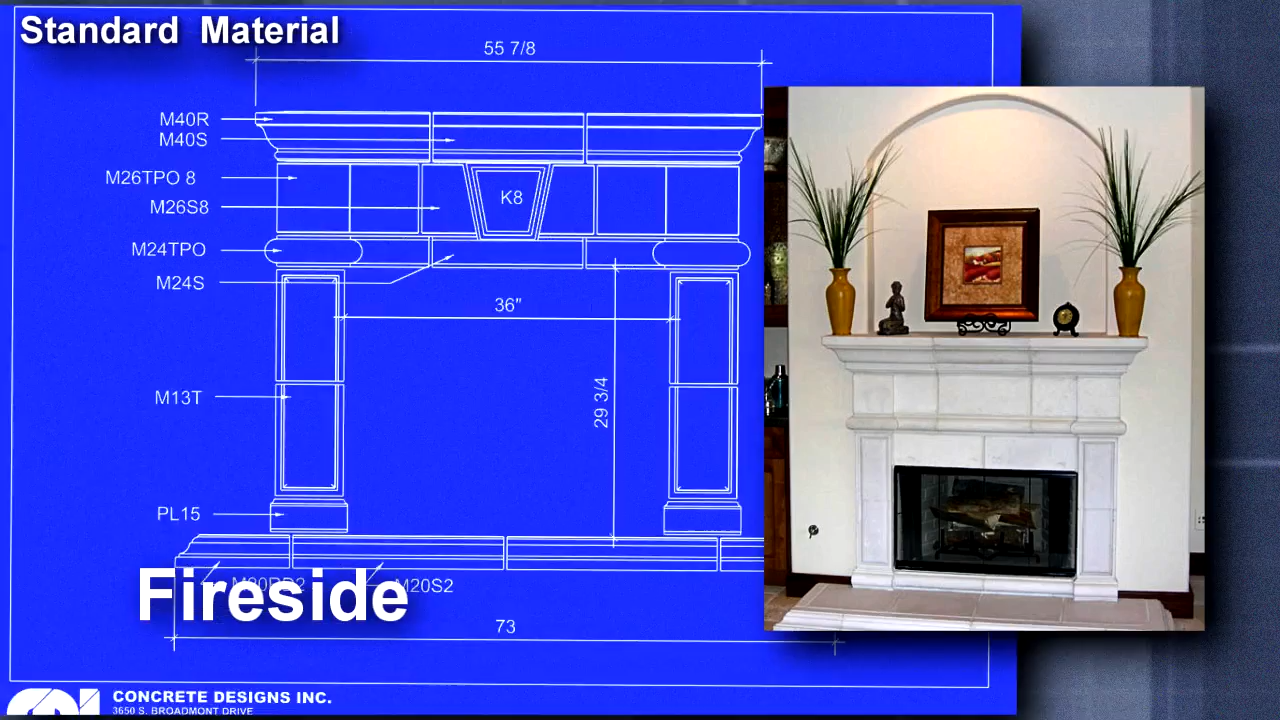 Standard Material
55 7/8
M40R
M40S
M26TPO 8
K8
M26S8
M24TPO
M24S
36"
29 3/4
M13T
PL15
M20S2
Fireside
73
CONCRETE DESIGNS INC.
3650 S. BROADMONT DRIVE